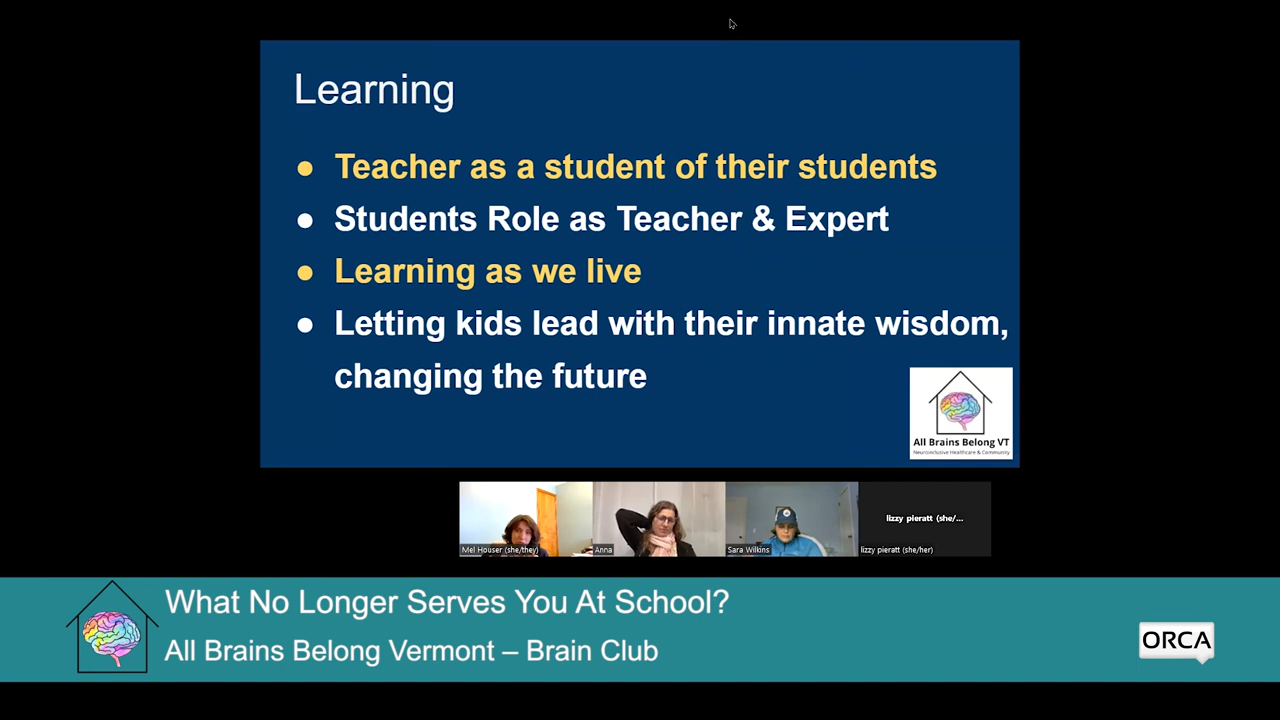 Learning
● Teacher as a student of their students
● Students Role as Teacher & Expert
● Learning as we live
● Letting kids lead with their innate wisdom,
changing the future
All Brains Belong VT
Neuroinclusive Healthcare & Community
lizzy pieratt (she/...
Mel Houser (she/they)
Anna
Sara Wilkins
lizzy pieratt (she/her)
What No Longer Serves You At School?
All Brains Belong Vermont – Brain Club
ORCA